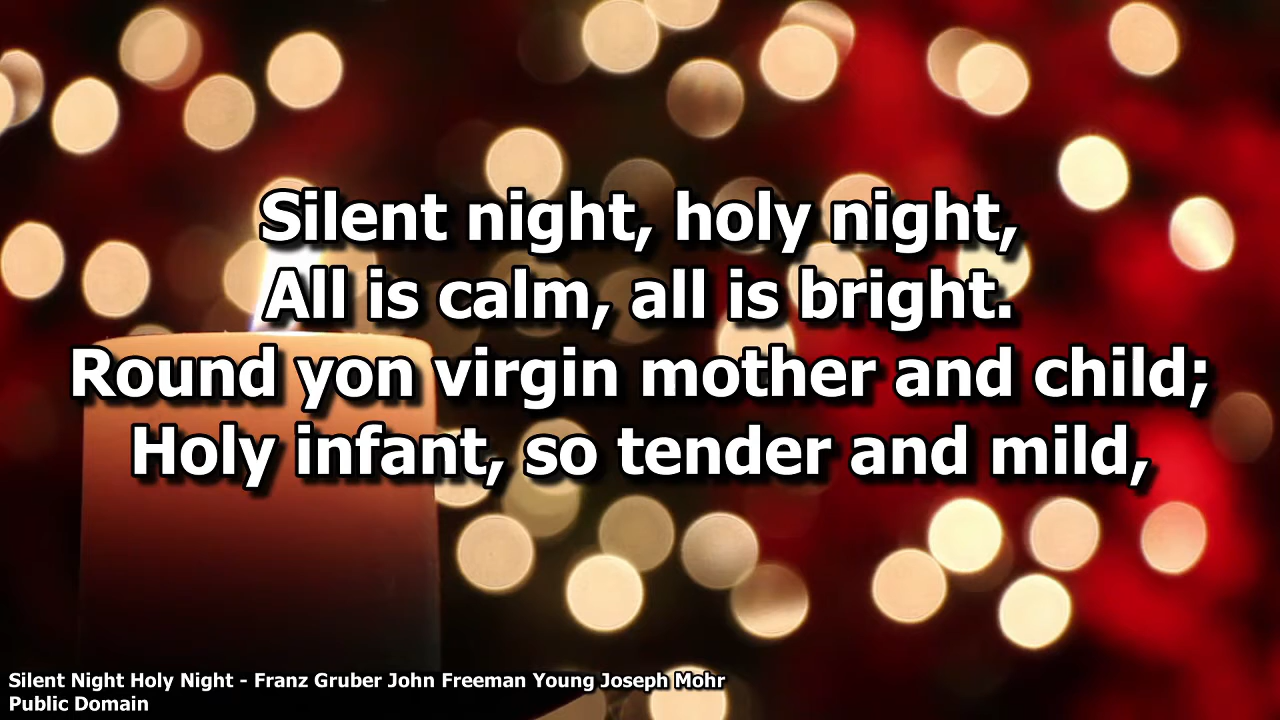 Silent night, holy night,
All is calm, all is bright.
Round yon virgin mother and child;
Holy infant, so tender and mild,
Silent Night Holy Night - Franz Gruber John Freeman Young Joseph Mohr
Public Domain